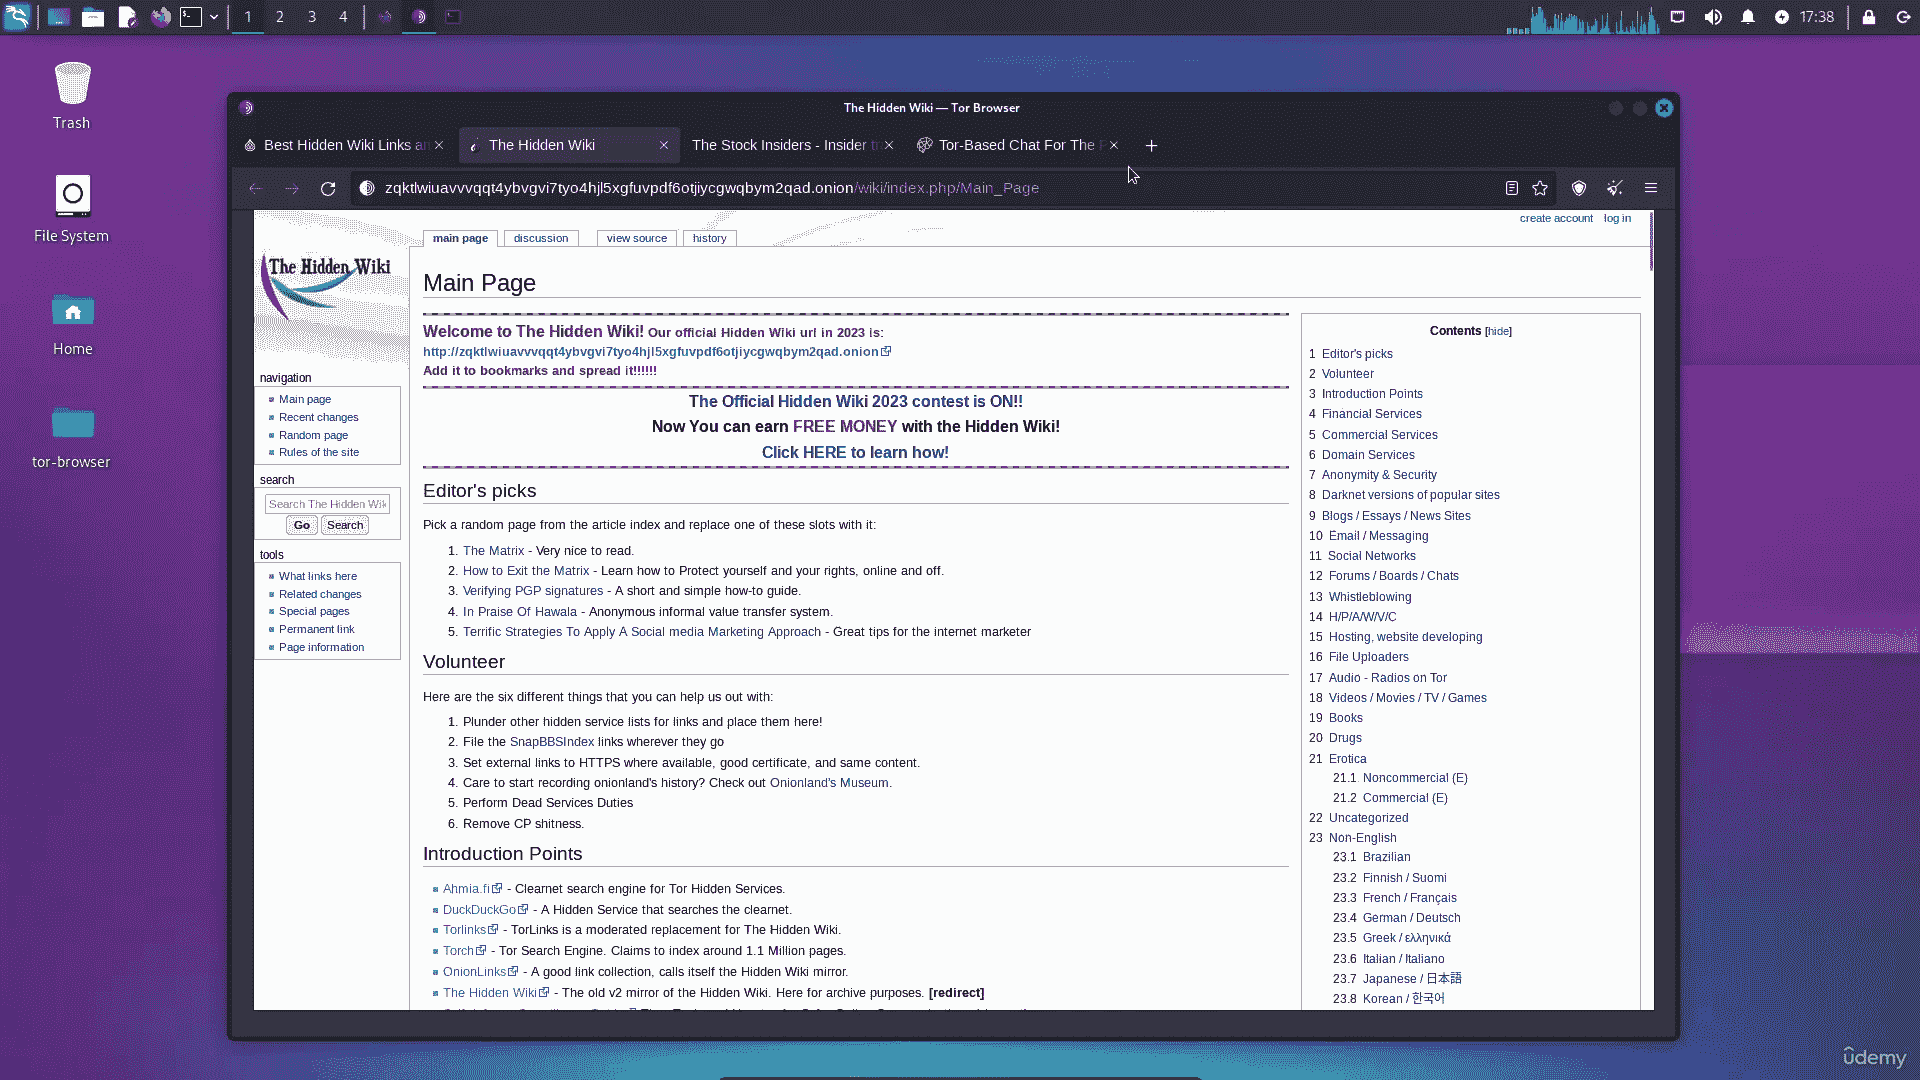 1 2 3 4 17:38
Trash
File System
Home
tor-browser
The Hidden Wiki — Tor Browser
Best Hidden Wiki Links an The Hidden Wiki The Stock Insiders - Insider tr Tor-Based Chat For The P
zqktlwiuavvvqqt4ybvgvi7tyo4hjl5xgfuvpdf6otjiycgwqbym2qad.onion/wiki/index.php/Main_Page
create account log in
main page discussion view source history
The Hidden Wiki
navigation
Main page
Recent changes
Random page
Rules of the site
search
Search The Hidden Wik
Go Search
tools
What links here
Related changes
Special pages
Permanent link
Page information
Main Page
Welcome to The Hidden Wiki! Our official Hidden Wiki url in 2023 is:
http://zqktlwiuavvvqqt4ybvgvi7tyo4hjl5xgfuvpdf6otjiycgwqbym2qad.onion
Add it to bookmarks and spread it!!!!!!
The Official Hidden Wiki 2023 contest is ON!!
Now You can earn FREE MONEY with the Hidden Wiki!
Click HERE to learn how!
Editor's picks
Pick a random page from the article index and replace one of these slots with it:
1. The Matrix - Very nice to read.
2. How to Exit the Matrix - Learn how to Protect yourself and your rights, online and off.
3. Verifying PGP signatures - A short and simple how-to guide.
4. In Praise Of Hawala - Anonymous informal value transfer system.
5. Terrific Strategies To Apply A Social media Marketing Approach - Great tips for the internet marketer
Volunteer
Here are the six different things that you can help us out with:
1. Plunder other hidden service lists for links and place them here!
2. File the SnapBBSIndex links wherever they go
3. Set external links to HTTPS where available, good certificate, and same content.
4. Care to start recording onionland's history? Check out Onionland's Museum.
5. Perform Dead Services Duties
6. Remove CP shitness.
Introduction Points
Ahmia.fi - Clearnet search engine for Tor Hidden Services.
DuckDuckGo - A Hidden Service that searches the clearnet.
Torlinks - TorLinks is a moderated replacement for The Hidden Wiki.
Torch - Tor Search Engine. Claims to index around 1.1 Million pages.
OnionLinks - A good link collection, calls itself the Hidden Wiki mirror.
The Hidden Wiki - The old v2 mirror of the Hidden Wiki. Here for archive purposes. [redirect]
Contents [hide]
1 Editor's picks
2 Volunteer
3 Introduction Points
4 Financial Services
5 Commercial Services
6 Domain Services
7 Anonymity & Security
8 Darknet versions of popular sites
9 Blogs / Essays / News Sites
10 Email / Messaging
11 Social Networks
12 Forums / Boards / Chats
13 Whistleblowing
14 H/P/A/W/V/C
15 Hosting, website developing
16 File Uploaders
17 Audio - Radios on Tor
18 Videos / Movies / TV / Games
19 Books
20 Drugs
21 Erotica
21.1 Noncommercial (E)
21.2 Commercial (E)
22 Uncategorized
23 Non-English
23.1 Brazilian
23.2 Finnish / Suomi
23.3 French / Français
23.4 German / Deutsch
23.5 Greek / ελληνικά
23.6 Italian / Italiano
23.7 Japanese / 日本語
23.8 Korean / 한국어
ûdemy